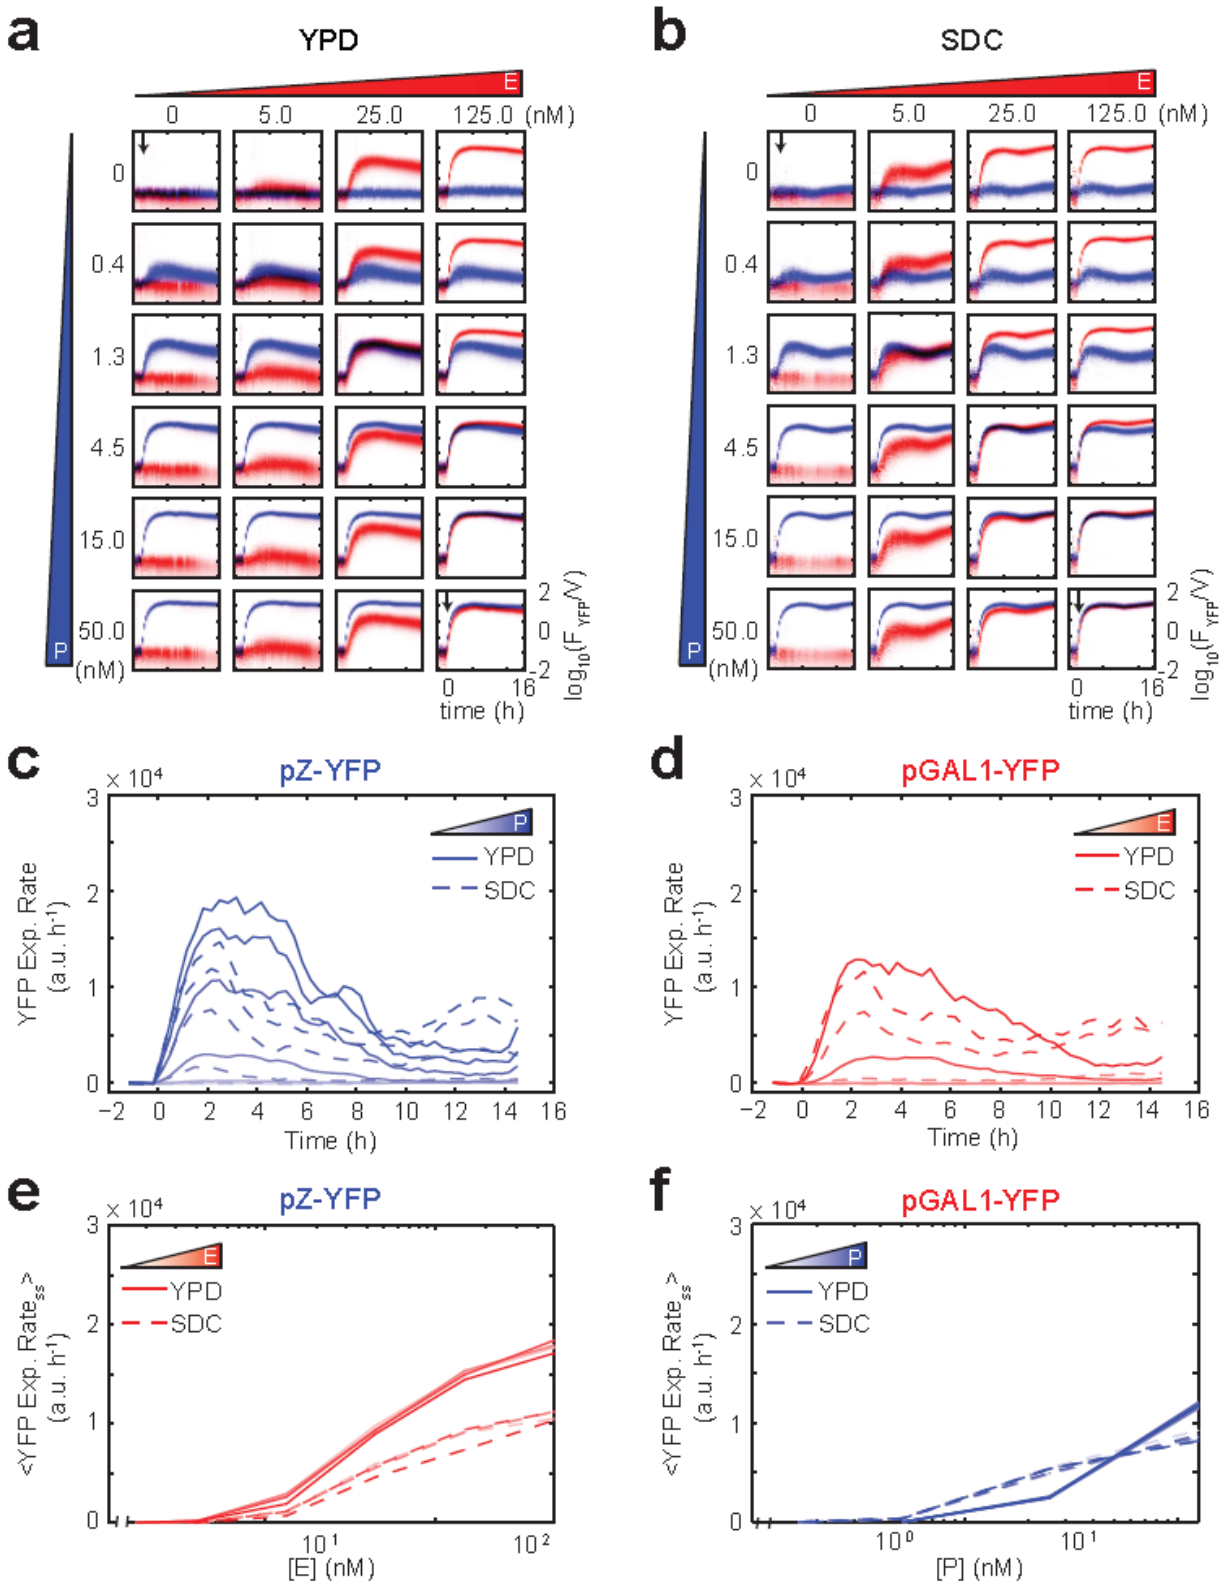 a YPD
b SDC
E
0 5.0 25.0 125.0 (nM)
E
0 5.0 25.0 125.0 (nM)
0
0.4
1.3
4.5
15.0
50.0
(nM)
P
2
0
-2
log10(FYFP/V)
0 16
time (h)
0
0.4
1.3
4.5
15.0
50.0
(nM)
P
2
0
-2
log10(FYFP/V)
0 16
time (h)
c pZ-YFP
× 10⁴
3
2
1
0
YFP Exp. Rate
(a.u. h⁻¹)
P
YPD
SDC
−2 0 2 4 6 8 10 12 14 16
Time (h)
d pGAL1-YFP
× 10⁴
3
2
1
0
YFP Exp. Rate
(a.u. h⁻¹)
E
YPD
SDC
−2 0 2 4 6 8 10 12 14 16
Time (h)
e pZ-YFP
× 10⁴
3
2
1
0
<YFP Exp. Ratess>
(a.u. h⁻¹)
E
YPD
SDC
10¹ 10²
[E] (nM)
f pGAL1-YFP
× 10⁴
3
2
1
0
<YFP Exp. Ratess>
(a.u. h⁻¹)
P
YPD
SDC
10⁰ 10¹
[P] (nM)